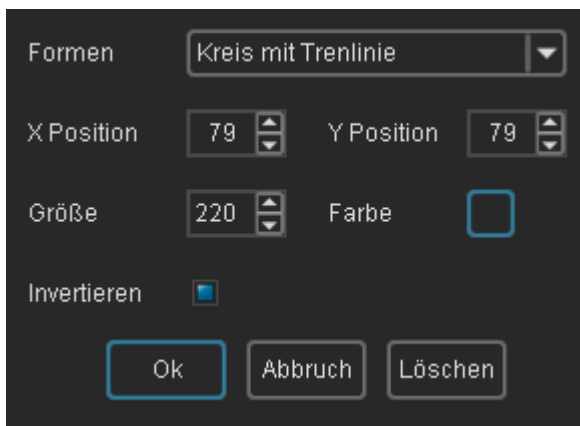 Formen Kreis mit Trenlinie
X Position 79 Y Position 79
Größe 220 Farbe
Invertieren
Ok Abbruch Löschen